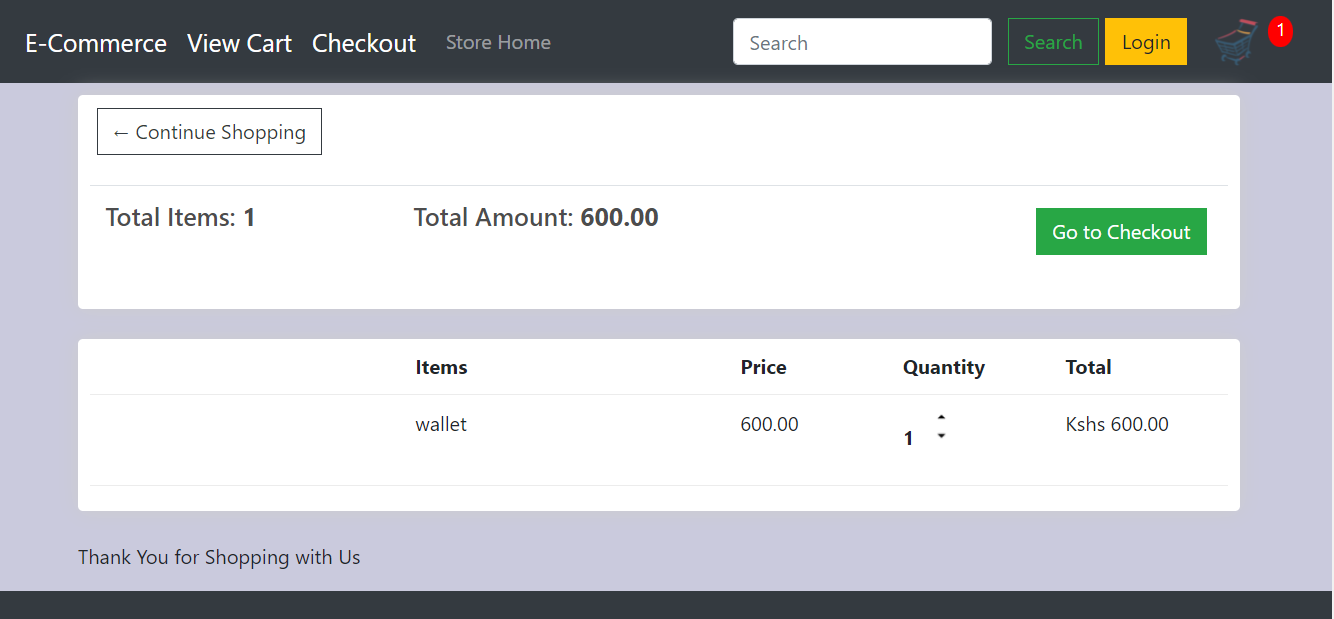 E-Commerce View Cart Checkout Store Home Search Search Login 1
← Continue Shopping
Total Items: 1 Total Amount: 600.00 Go to Checkout
Items Price Quantity Total
wallet 600.00 1 Kshs 600.00
Thank You for Shopping with Us